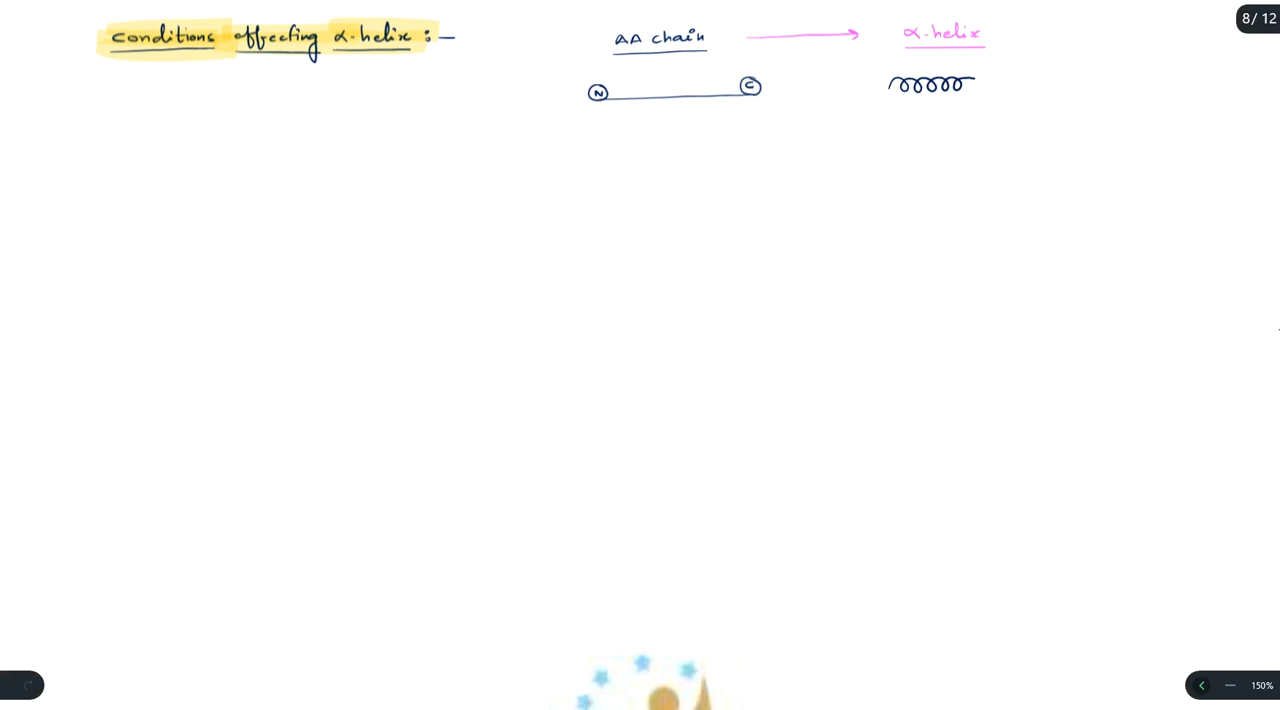 conditions affecting α-helix :-
AA chain → α-helix
N C
8/ 12
150%